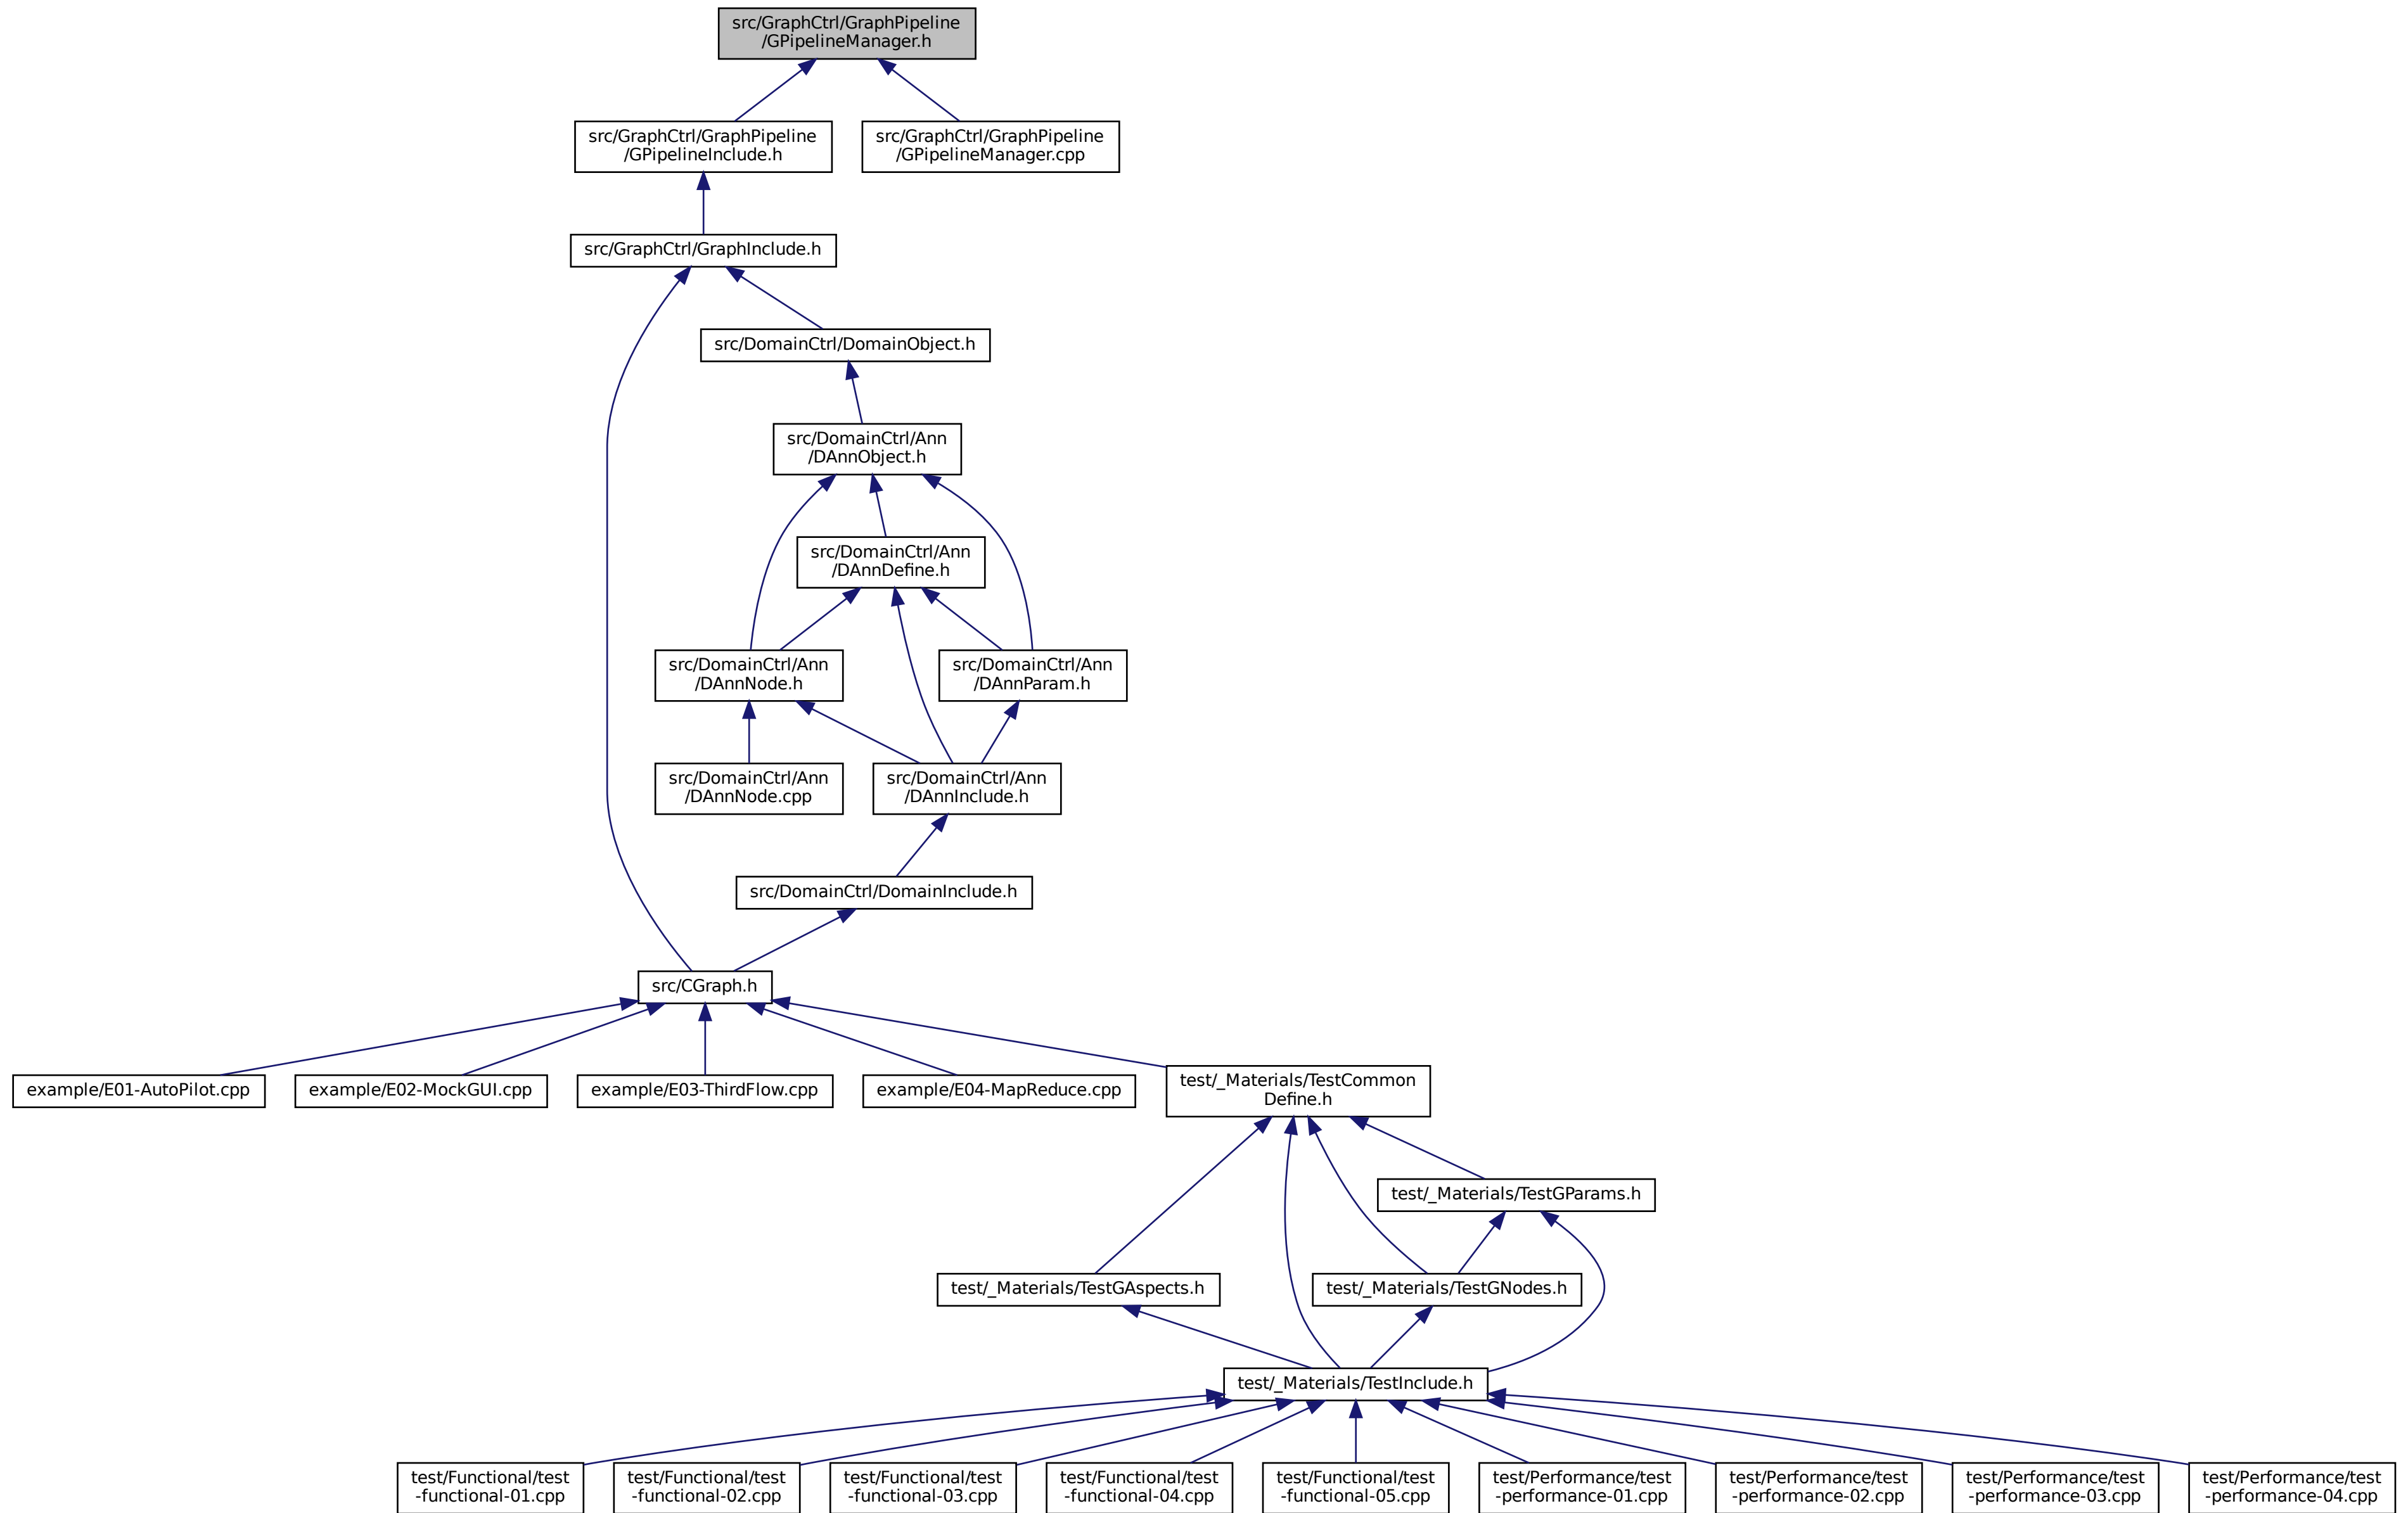 src/GraphCtrl/GraphPipeline
/GPipelineManager.h
src/GraphCtrl/GraphPipeline
/GPipelineInclude.h
src/GraphCtrl/GraphPipeline
/GPipelineManager.cpp
src/GraphCtrl/GraphInclude.h
src/DomainCtrl/DomainObject.h
src/DomainCtrl/Ann
/DAnnObject.h
src/DomainCtrl/Ann
/DAnnDefine.h
src/DomainCtrl/Ann
/DAnnNode.h
src/DomainCtrl/Ann
/DAnnParam.h
src/DomainCtrl/Ann
/DAnnNode.cpp
src/DomainCtrl/Ann
/DAnnInclude.h
src/DomainCtrl/DomainInclude.h
src/CGraph.h
example/E01-AutoPilot.cpp
example/E02-MockGUI.cpp
example/E03-ThirdFlow.cpp
example/E04-MapReduce.cpp
test/_Materials/TestCommon
Define.h
test/_Materials/TestGParams.h
test/_Materials/TestGAspects.h
test/_Materials/TestGNodes.h
test/_Materials/TestInclude.h
test/Functional/test
-functional-01.cpp
test/Functional/test
-functional-02.cpp
test/Functional/test
-functional-03.cpp
test/Functional/test
-functional-04.cpp
test/Functional/test
-functional-05.cpp
test/Performance/test
-performance-01.cpp
test/Performance/test
-performance-02.cpp
test/Performance/test
-performance-03.cpp
test/Performance/test
-performance-04.cpp